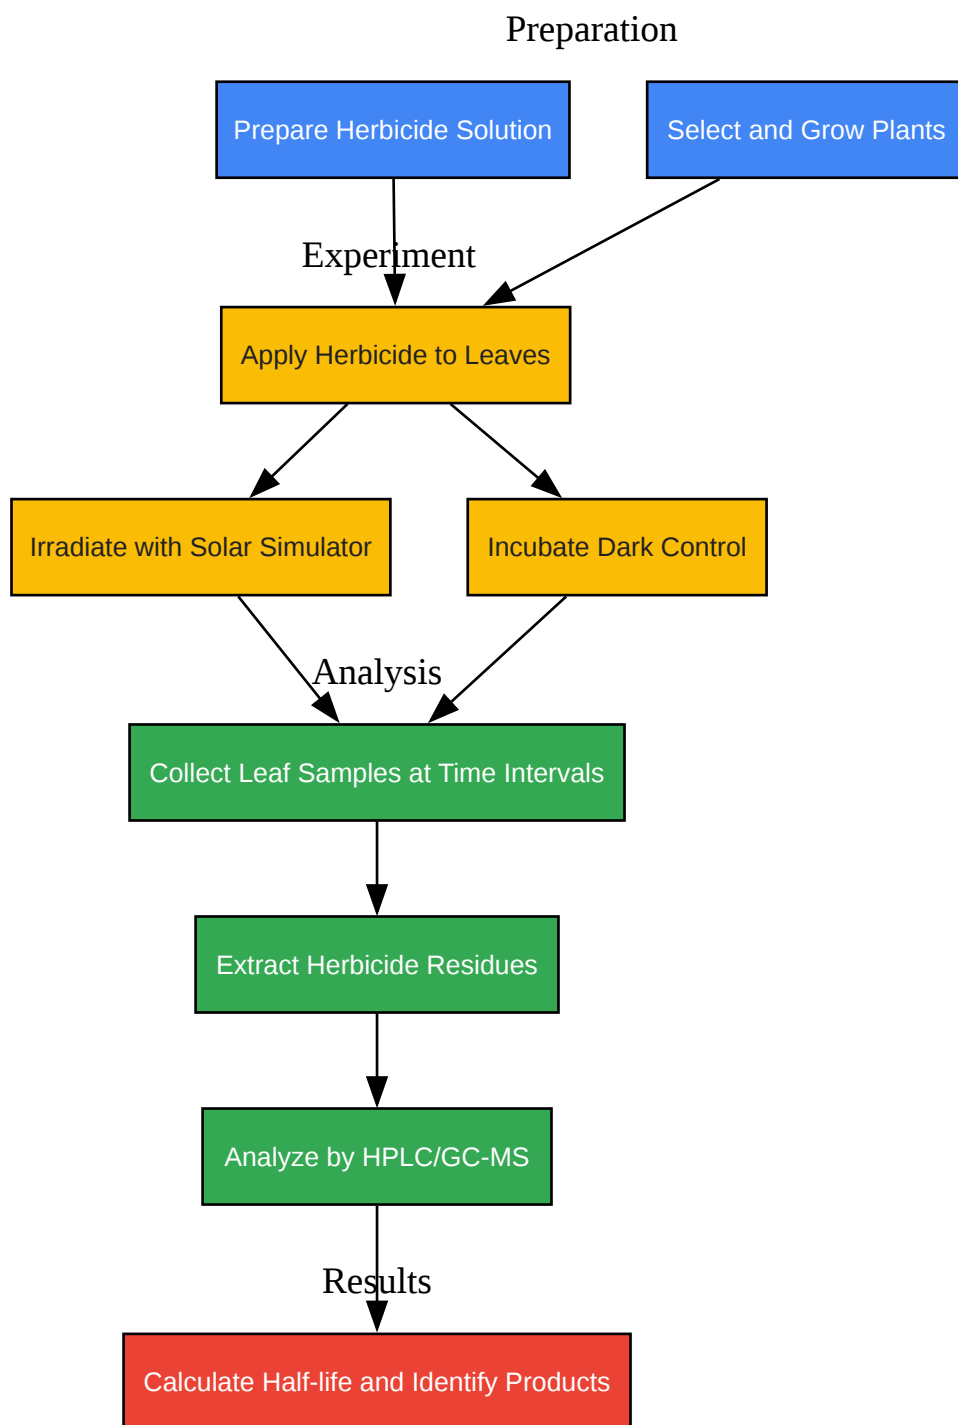 Preparation
Prepare Herbicide Solution
Select and Grow Plants
Experiment
Apply Herbicide to Leaves
Irradiate with Solar Simulator
Incubate Dark Control
Analysis
Collect Leaf Samples at Time Intervals
Extract Herbicide Residues
Analyze by HPLC/GC-MS
Results
Calculate Half-life and Identify Products